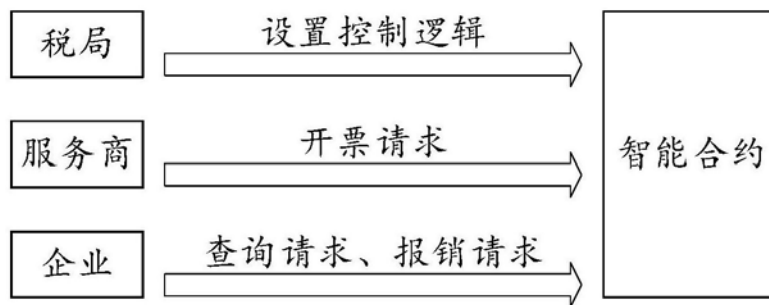 税局
设置控制逻辑
服务商
开票请求
智能合约
企业
查询请求、报销请求